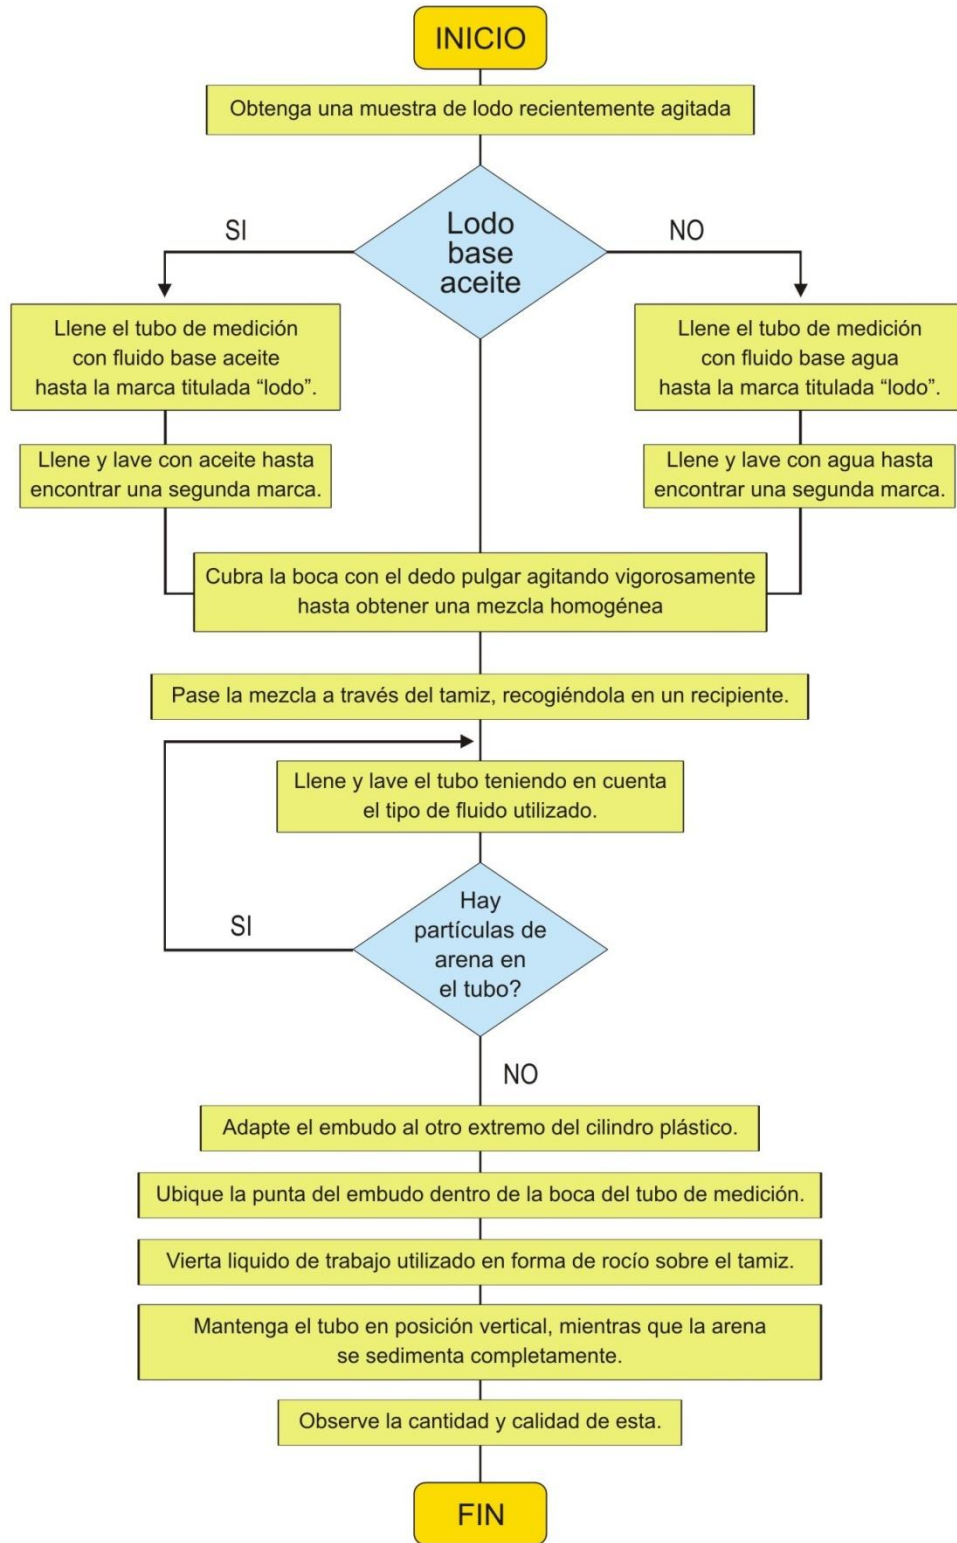 INICIO
Obtenga una muestra de lodo recientemente agitada
Lodo
base
aceite
SI
NO
Llene el tubo de medición
con fluido base aceite
hasta la marca titulada “lodo”.
Llene el tubo de medición
con fluido base agua
hasta la marca titulada “lodo”.
Llene y lave con aceite hasta
encontrar una segunda marca.
Llene y lave con agua hasta
encontrar una segunda marca.
Cubra la boca con el dedo pulgar agitando vigorosamente
hasta obtener una mezcla homogénea
Pase la mezcla a través del tamiz, recogiéndola en un recipiente.
Llene y lave el tubo teniendo en cuenta
el tipo de fluido utilizado.
Hay
partículas de
arena en
el tubo?
SI
NO
Adapte el embudo al otro extremo del cilindro plástico.
Ubique la punta del embudo dentro de la boca del tubo de medición.
Vierta liquido de trabajo utilizado en forma de rocío sobre el tamiz.
Mantenga el tubo en posición vertical, mientras que la arena
se sedimenta completamente.
Observe la cantidad y calidad de esta.
FIN